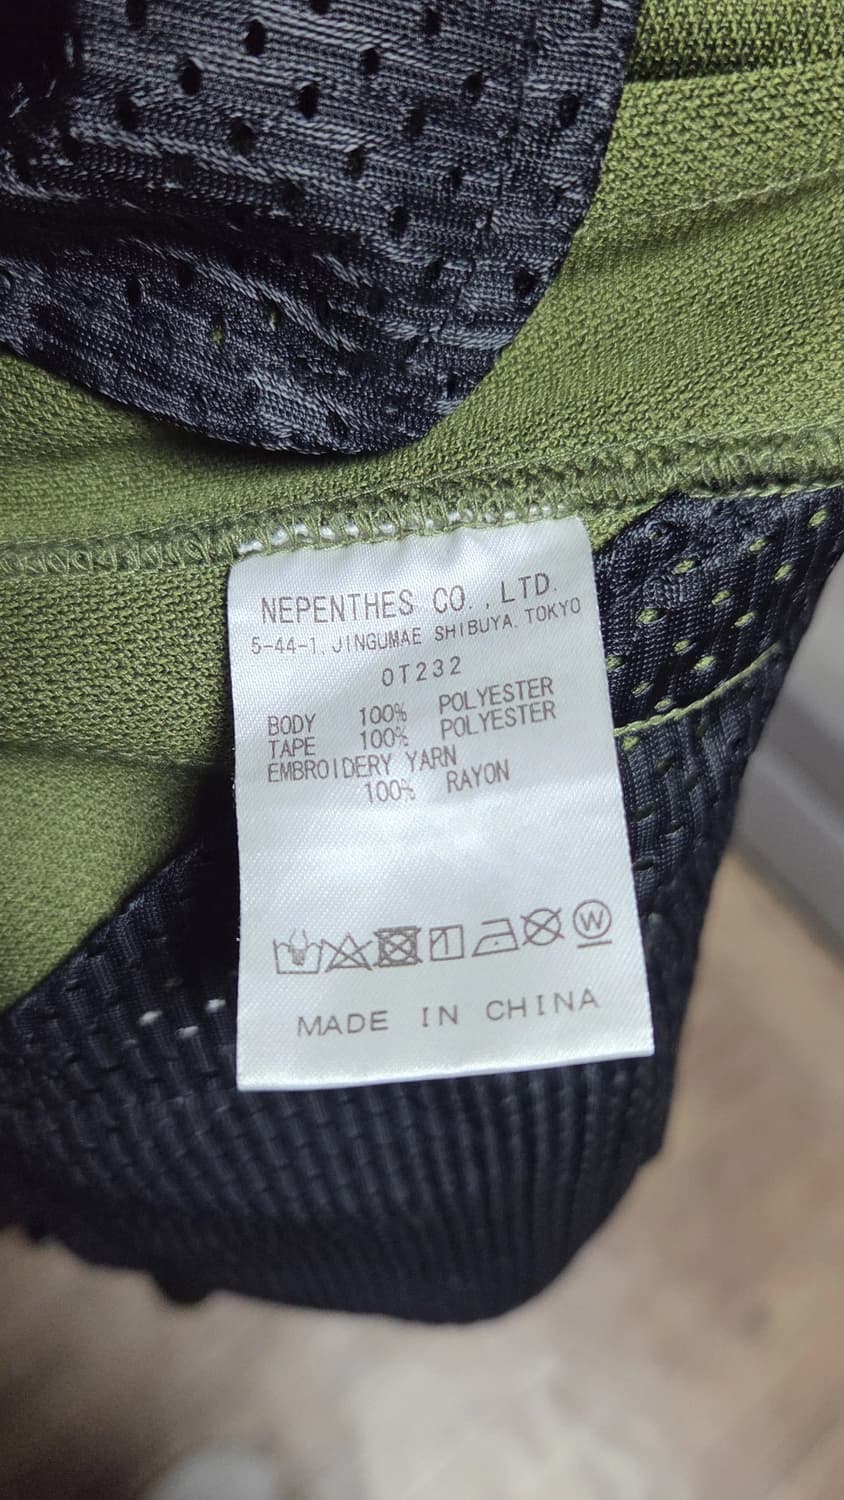 NEPENTHES CO., LTD.
5-44-1, JINGUMAE SHIBUYA. TOKYO
OT232
BODY 100% POLYESTER
TAPE 100% POLYESTER
EMBROIDERY YARN
100% RAYON
W
MADE IN CHINA